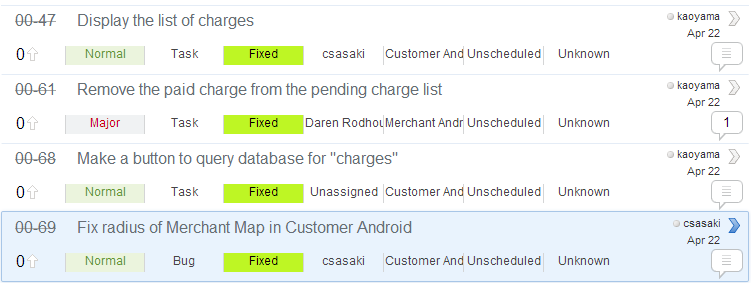 00-47 Display the list of charges kaoyama
Apr 22
0 Normal Task Fixed csasaki Customer And Unscheduled Unknown
00-61 Remove the paid charge from the pending charge list kaoyama
Apr 22
0 Major Task Fixed Daren Rodhou Merchant Andr Unscheduled Unknown 1
00-68 Make a button to query database for "charges" kaoyama
Apr 22
0 Normal Task Fixed Unassigned Customer And Unscheduled Unknown
00-69 Fix radius of Merchant Map in Customer Android csasaki
Apr 22
0 Normal Bug Fixed csasaki Customer And Unscheduled Unknown